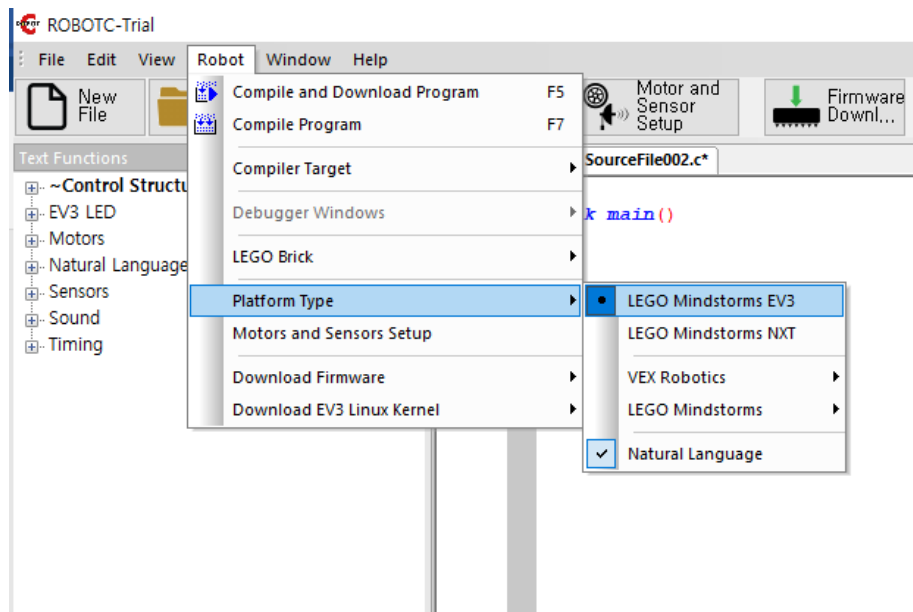 ROBOTC-Trial
File Edit View Robot Window Help
New
File
Motor and
Sensor
Setup
Firmware
Downl...
Compile and Download Program F5
Compile Program F7
Compiler Target
Debugger Windows
LEGO Brick
Platform Type
Motors and Sensors Setup
Download Firmware
Download EV3 Linux Kernel
LEGO Mindstorms EV3
LEGO Mindstorms NXT
VEX Robotics
LEGO Mindstorms
Natural Language
Text Functions
~Control Structu
EV3 LED
Motors
Natural Language
Sensors
Sound
Timing
SourceFile002.c*
k main()